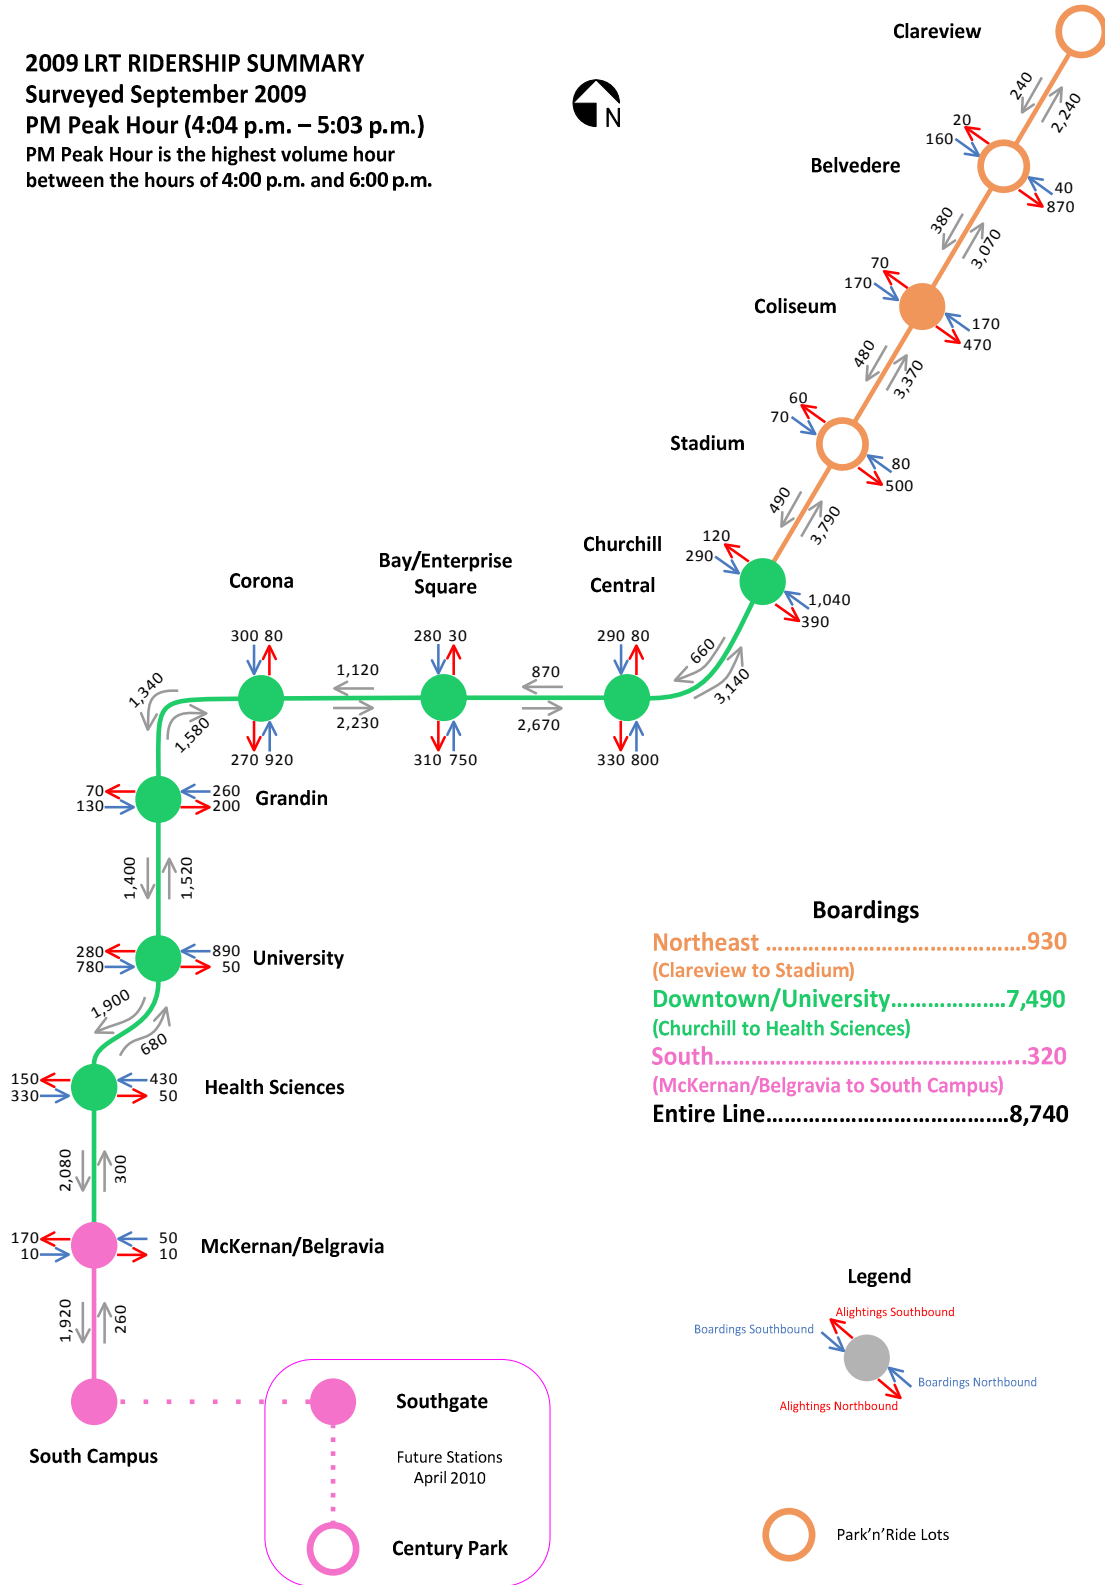 2009 LRT RIDERSHIP SUMMARY
Surveyed September 2009
PM Peak Hour (4:04 p.m. – 5:03 p.m.)
PM Peak Hour is the highest volume hour
between the hours of 4:00 p.m. and 6:00 p.m.
N
Clareview
240
2,240
20
160
Belvedere
40
870
380
3,070
70
170
Coliseum
170
470
480
3,370
60
70
Stadium
80
500
490
3,790
Churchill
120
290
1,040
390
Central
290 80
330 800
660
3,140
Bay/Enterprise
Square
280 30
310 750
870
2,670
Corona
300 80
270 920
1,120
2,230
1,340
1,580
70 260
130 200
Grandin
1,400
1,520
280 890
780 50
University
1,900
680
150 430
330 50
Health Sciences
2,080
300
170 50
10 10
McKernan/Belgravia
1,920
260
South Campus
Southgate
Future Stations
April 2010
Century Park
Boardings
Northeast ……………………………………..930
(Clareview to Stadium)
Downtown/University……………….7,490
(Churchill to Health Sciences)
South……………………………………………...320
(McKernan/Belgravia to South Campus)
Entire Line………………………………….8,740
Legend
Alightings Southbound
Boardings Southbound
Boardings Northbound
Alightings Northbound
Park’n’Ride Lots